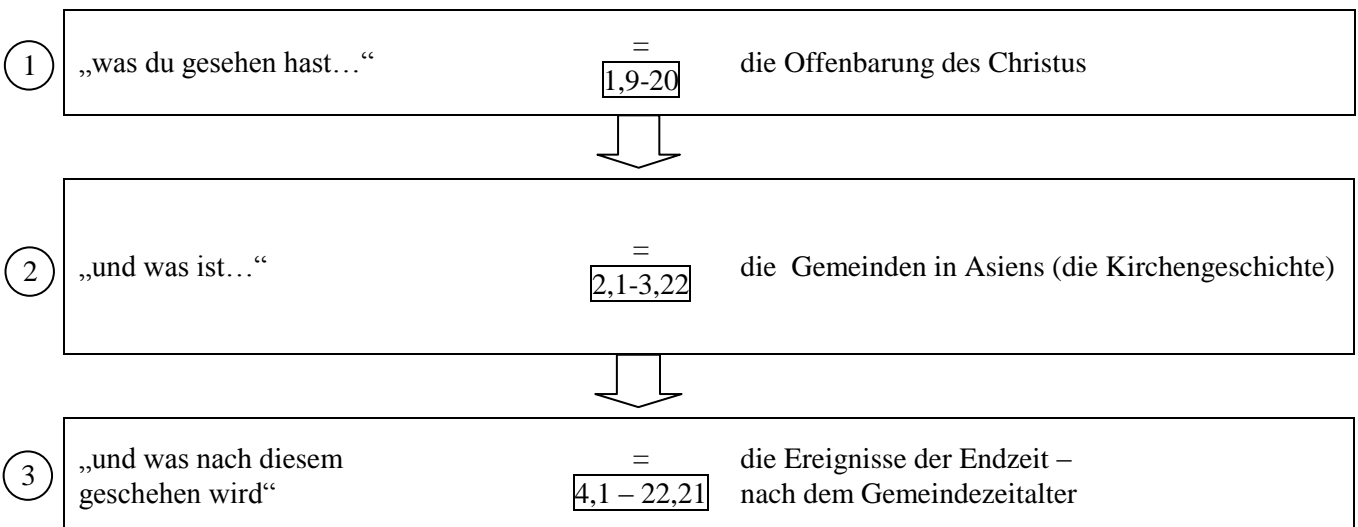 =
1 „was du gesehen hast…“ die Offenbarung des Christus
1,9-20
=
2 „und was ist…“ die Gemeinden in Asiens (die Kirchengeschichte)
2,1-3,22
3 „und was nach diesem = die Ereignisse der Endzeit –
geschehen wird“ 4,1 – 22,21 nach dem Gemeindezeitalter